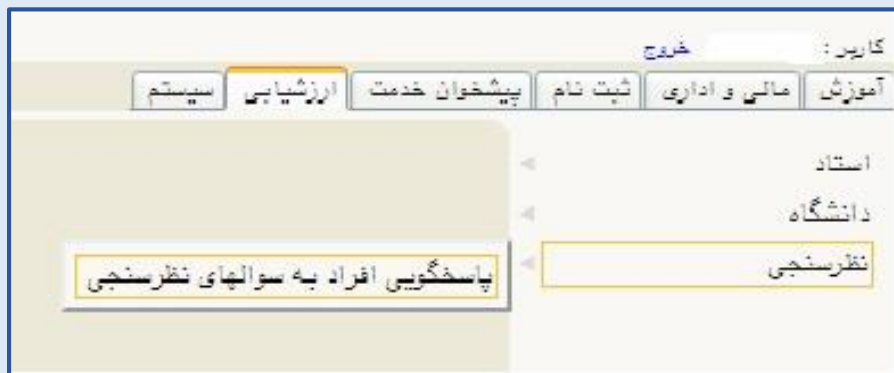 کاربر : خروج
آموزش مالی و اداری ثبت نام پیشخوان خدمت ارزشیابی سیستم
استاد
دانشگاه
نظرسنجی
پاسخگویی افراد به سوالهای نظرسنجی